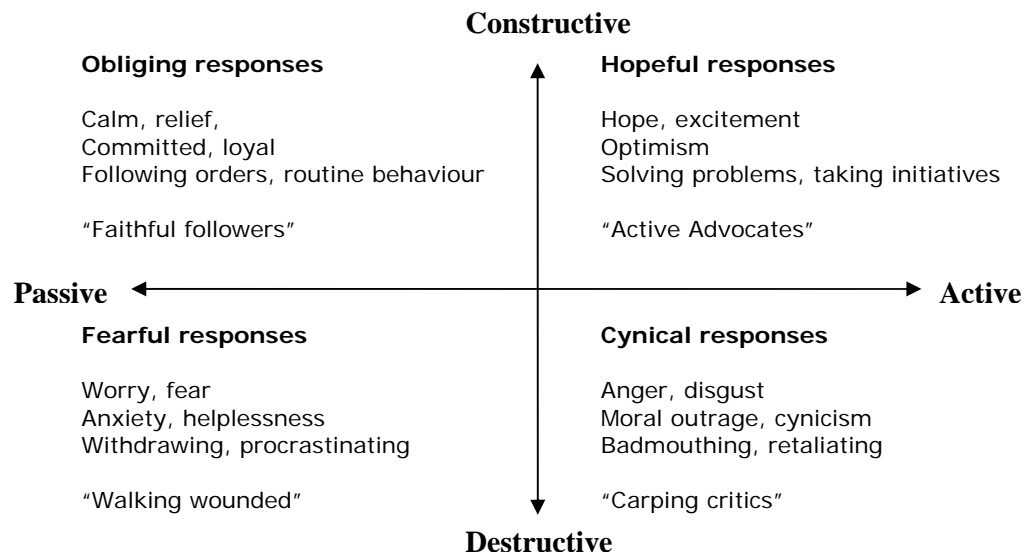 Constructive
Obliging responses
Calm, relief,
Committed, loyal
Following orders, routine behaviour
“Faithful followers”
Hopeful responses
Hope, excitement
Optimism
Solving problems, taking initiatives
“Active Advocates”
Passive
Active
Fearful responses
Worry, fear
Anxiety, helplessness
Withdrawing, procrastinating
“Walking wounded”
Cynical responses
Anger, disgust
Moral outrage, cynicism
Badmouthing, retaliating
“Carping critics”
Destructive